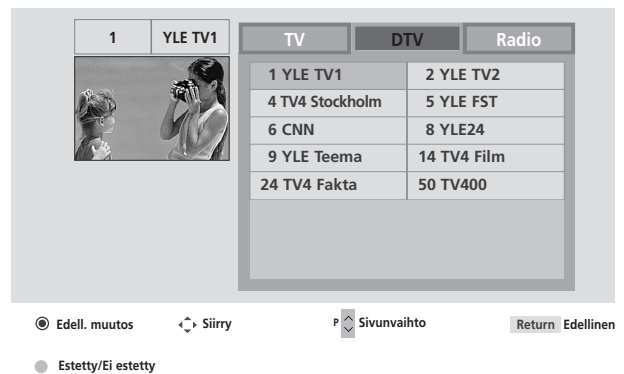 1 YLE TV1
TV DTV Radio
1 YLE TV1 2 YLE TV2
4 TV4 Stockholm 5 YLE FST
6 CNN 8 YLE24
9 YLE Teema 14 TV4 Film
24 TV4 Fakta 50 TV400
Edell. muutos Siirry P Sivunvaihto Return Edellinen
Estetty/Ei estetty